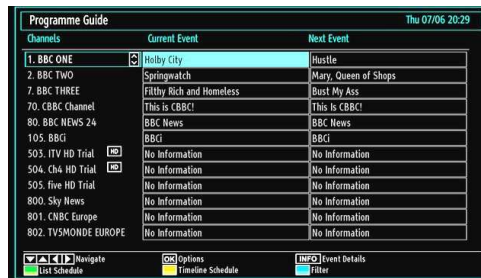 Programme Guide Thu 07/06 20:29
Channels Current Event Next Event
1. BBC ONE Holby City Hustle
2. BBC TWO Springwatch Mary, Queen of Shops
7. BBC THREE Filthy Rich and Homeless Bust My Ass
70. CBBC Channel This is CBBC! This Is CBBC!
80. BBC NEWS 24 BBC News BBC News
105. BBCi BBCi BBCi
503. ITV HD Trial HD No Information No Information
504. Ch4 HD Trial HD No Information No Information
505. five HD Trial No Information No Information
800. Sky News No Information No Information
801. CNBC Europe No Information No Information
802. TV5MONDE EUROPE No Information No Information
Navigate OK Options INFO Event Details
List Schedule Timeline Schedule Filter